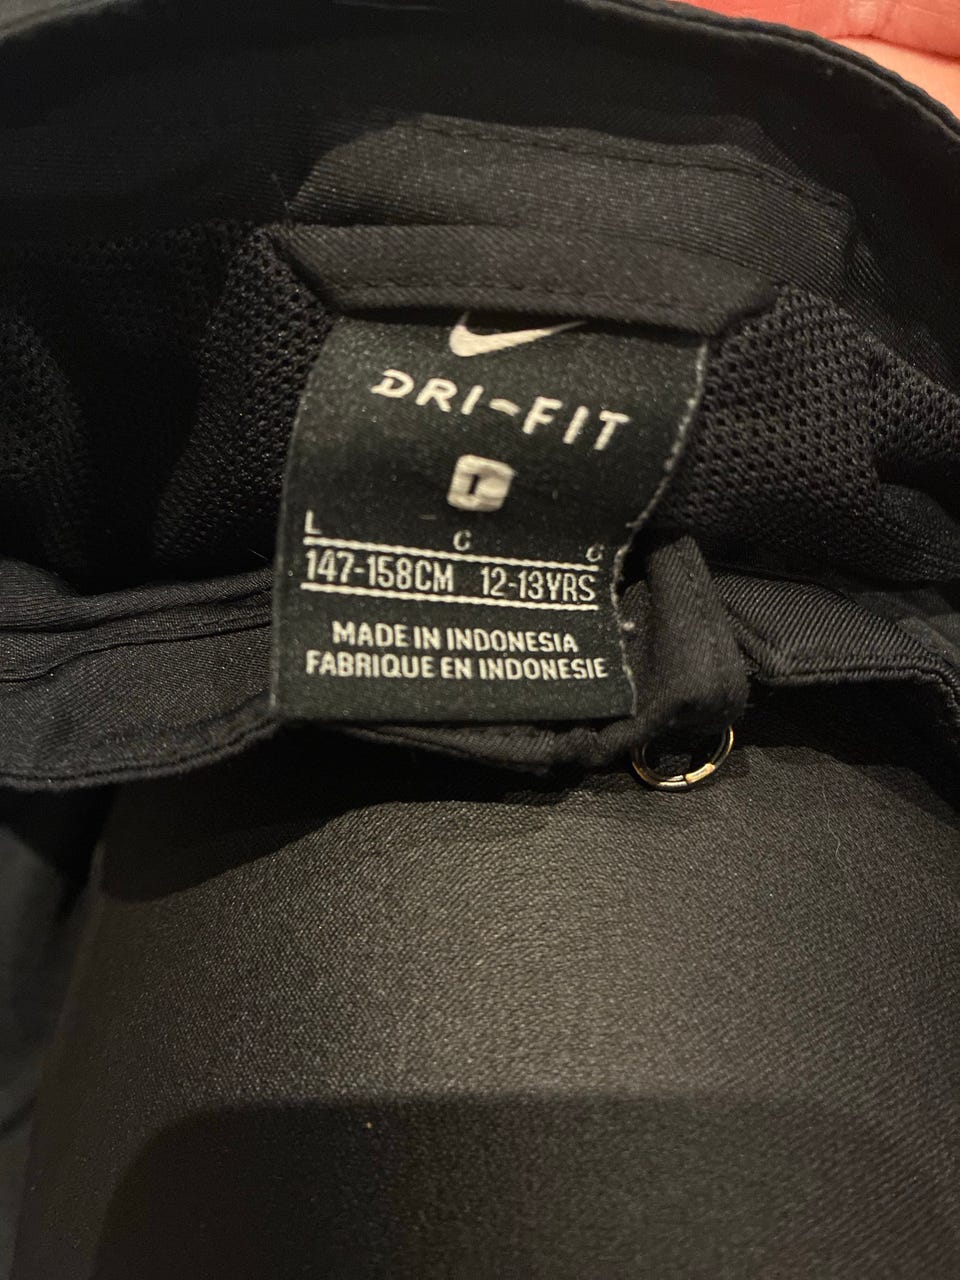 DRI-FIT
L
L
C C
147-158CM 12-13YRS
MADE IN INDONESIA
FABRIQUE EN INDONESIE